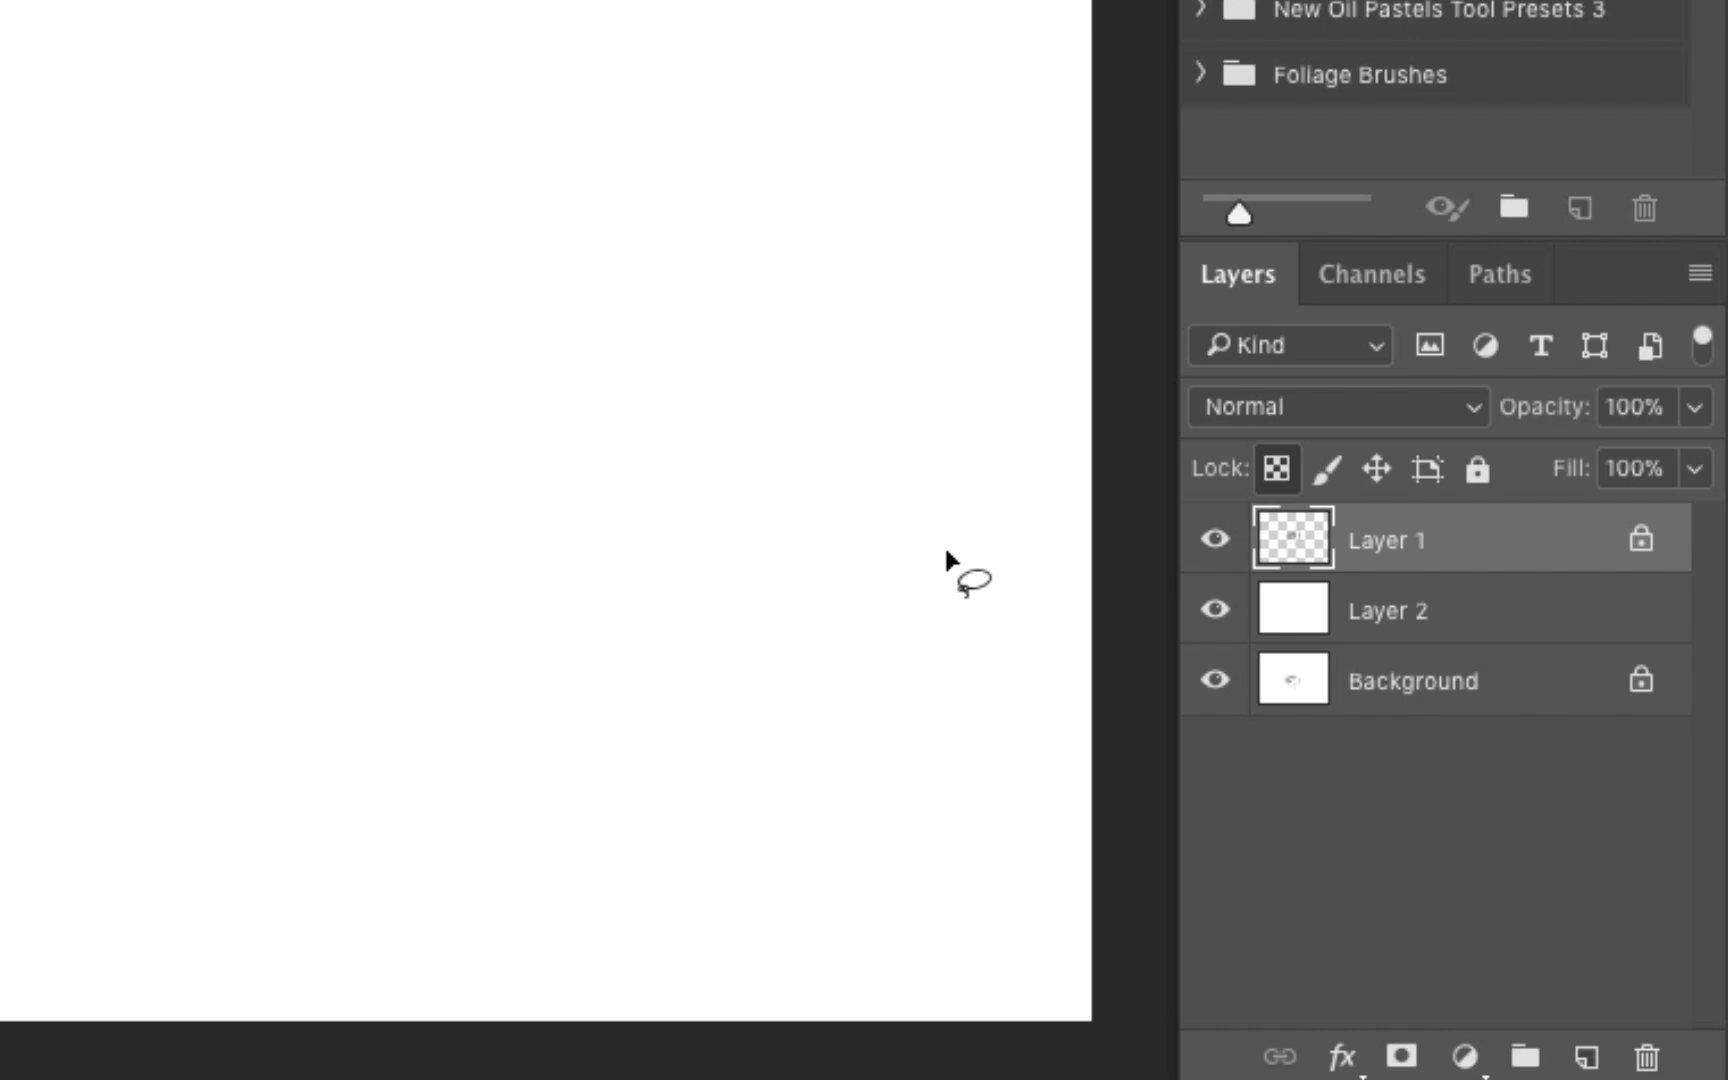 New Oil Pastels Tool Presets 3
Foliage Brushes
Layers Channels Paths
Kind
Normal Opacity: 100%
Lock: Fill: 100%
Layer 1
Layer 2
Background
fx